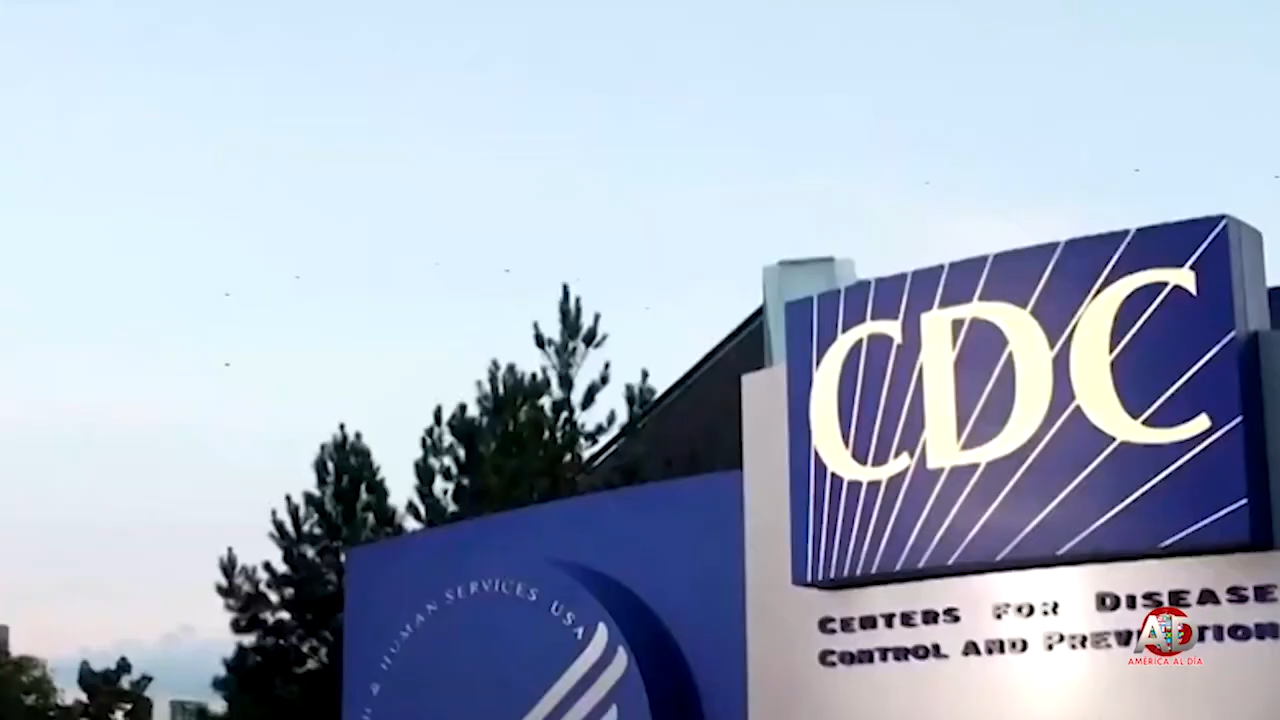 CDC
CENTERS FOR DISEASE
CONTROL AND PREVENTION
& HUMAN SERVICES USA
AMÉRICA AL DÍA